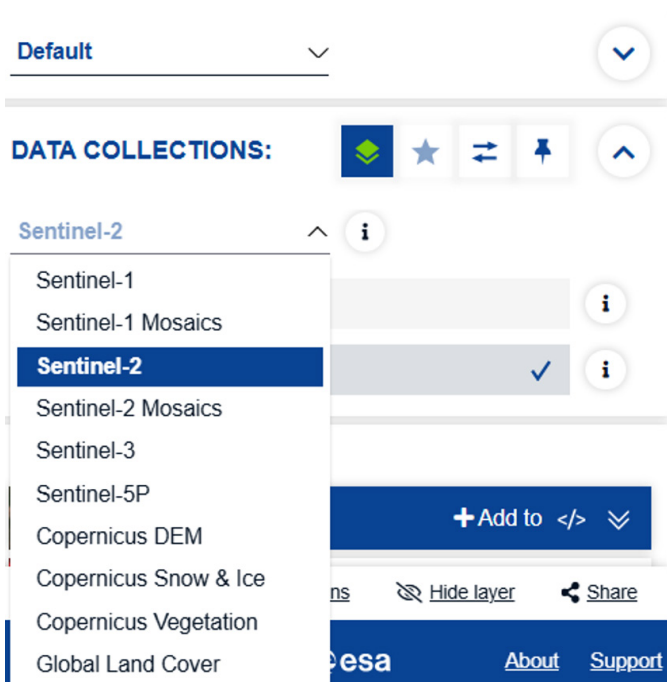 Default
DATA COLLECTIONS:
Sentinel-2
i
Sentinel-1
Sentinel-1 Mosaics
i
Sentinel-2
i
Sentinel-2 Mosaics
Sentinel-3
Sentinel-5P
+ Add to </>
Copernicus DEM
Copernicus Snow & Ice
ns Hide layer Share
Copernicus Vegetation
Global Land Cover
esa About Support